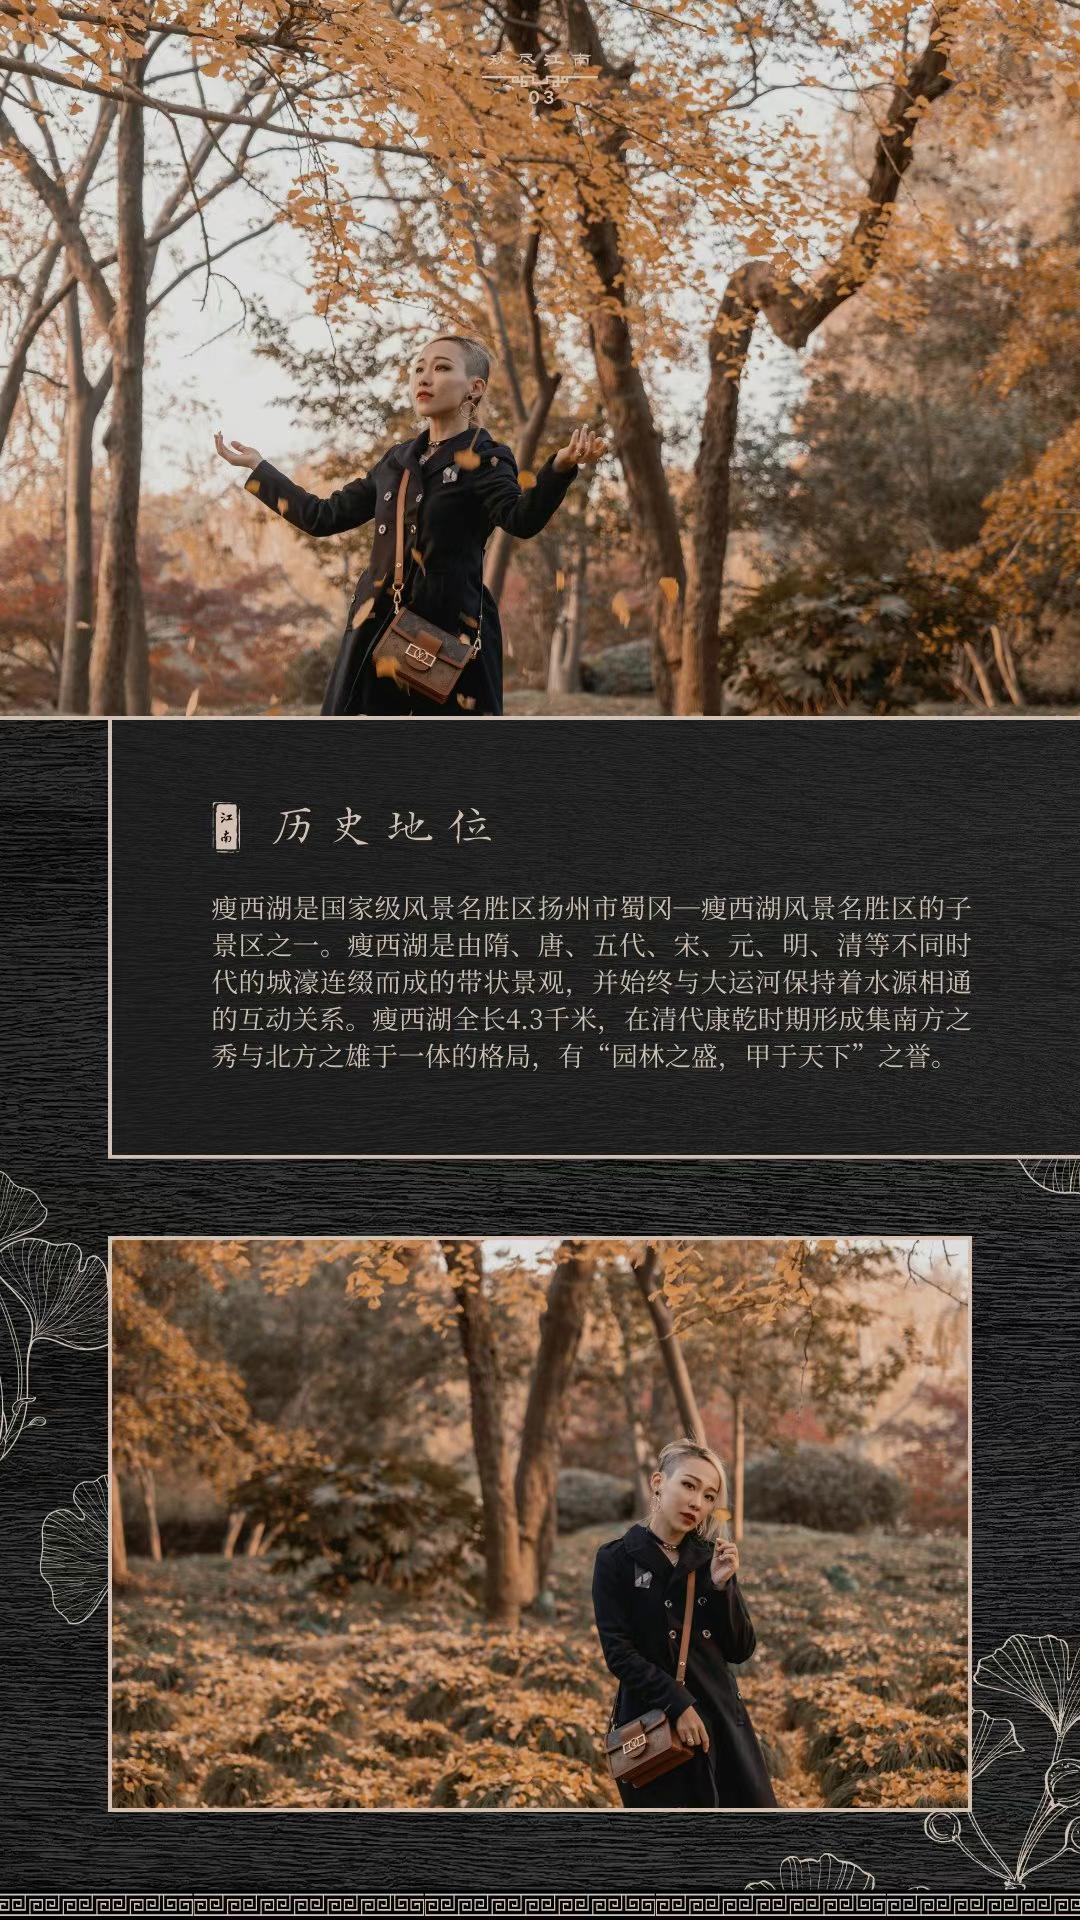 秋尽江南
03
江南
历史地位
瘦西湖是国家级风景名胜区扬州市蜀冈—瘦西湖风景名胜区的子
景区之一。瘦西湖是由隋、唐、五代、宋、元、明、清等不同时
代的城濠连缀而成的带状景观，并始终与大运河保持着水源相通
的互动关系。瘦西湖全长4.3千米，在清代康乾时期形成集南方之
秀与北方之雄于一体的格局，有“园林之盛，甲于天下”之誉。